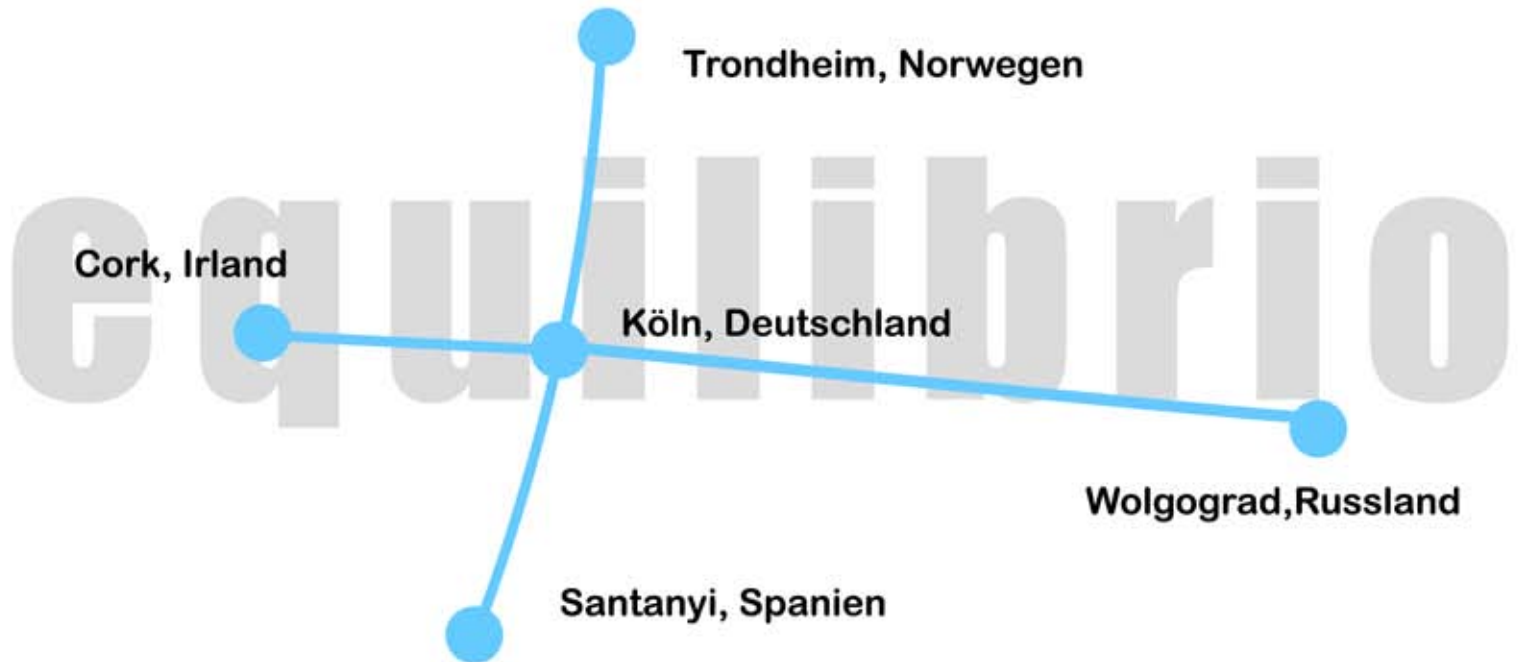 Trondheim, Norwegen
equilibrio
Cork, Irland
Köln, Deutschland
Wolgograd,Russland
Santanyi, Spanien